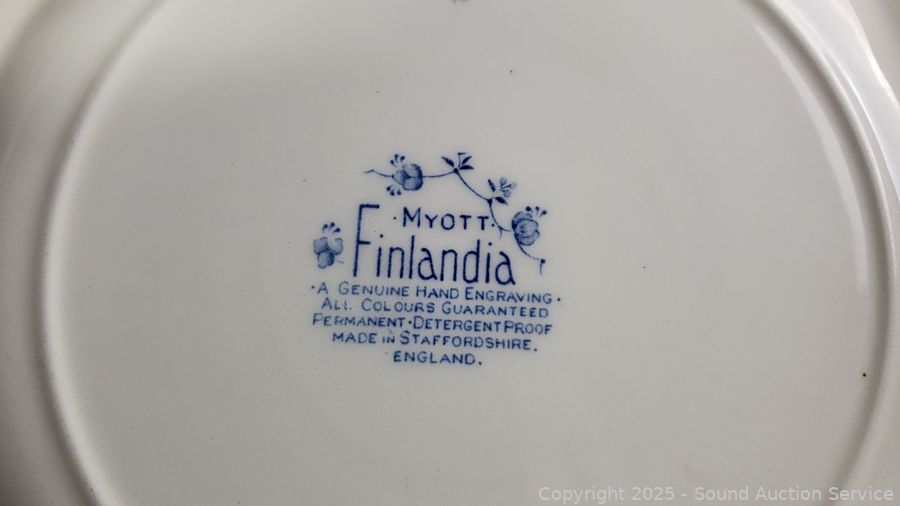 · MYOTT ·
Finlandia
· A GENUINE HAND ENGRAVING ·
ALL COLOURS GUARANTEED
PERMANENT · DETERGENT PROOF
MADE IN STAFFORDSHIRE.
ENGLAND.
Copyright © 2025 - Sound Auction Service